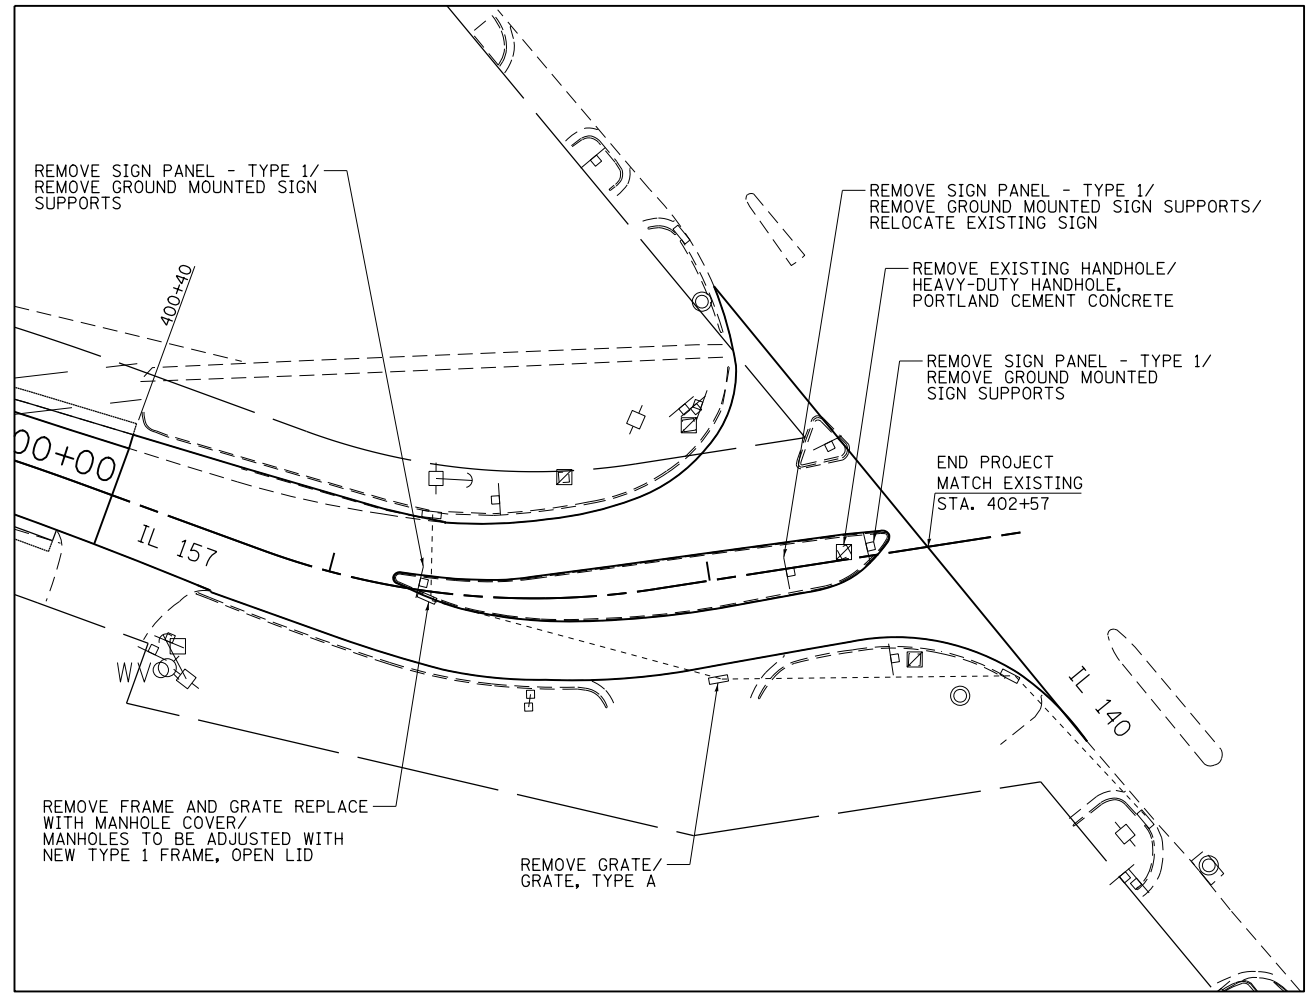 REMOVE SIGN PANEL - TYPE 1/
REMOVE GROUND MOUNTED SIGN
SUPPORTS
REMOVE SIGN PANEL - TYPE 1/
REMOVE GROUND MOUNTED SIGN SUPPORTS/
RELOCATE EXISTING SIGN
REMOVE EXISTING HANDHOLE/
HEAVY-DUTY HANDHOLE,
PORTLAND CEMENT CONCRETE
400+40
REMOVE SIGN PANEL - TYPE 1/
REMOVE GROUND MOUNTED
SIGN SUPPORTS
00+00
END PROJECT
MATCH EXISTING
STA. 402+57
IL 157
WV
IL 140
REMOVE FRAME AND GRATE REPLACE
WITH MANHOLE COVER/
MANHOLES TO BE ADJUSTED WITH
NEW TYPE 1 FRAME, OPEN LID
REMOVE GRATE/
GRATE, TYPE A